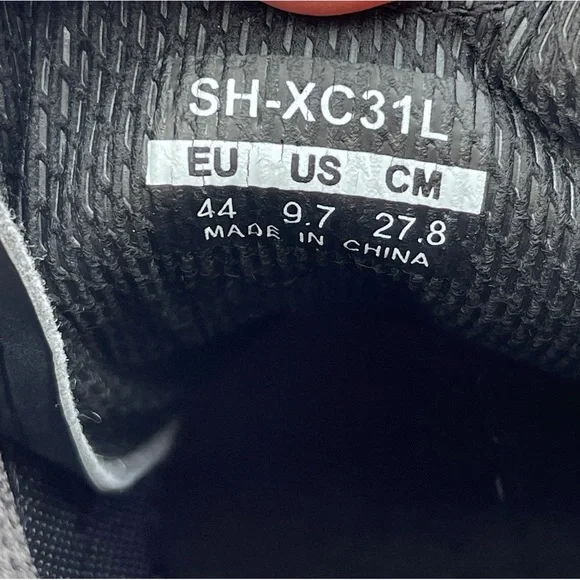 SH-XC31L
EU US CM
44 9.7 27.8
MADE IN CHINA